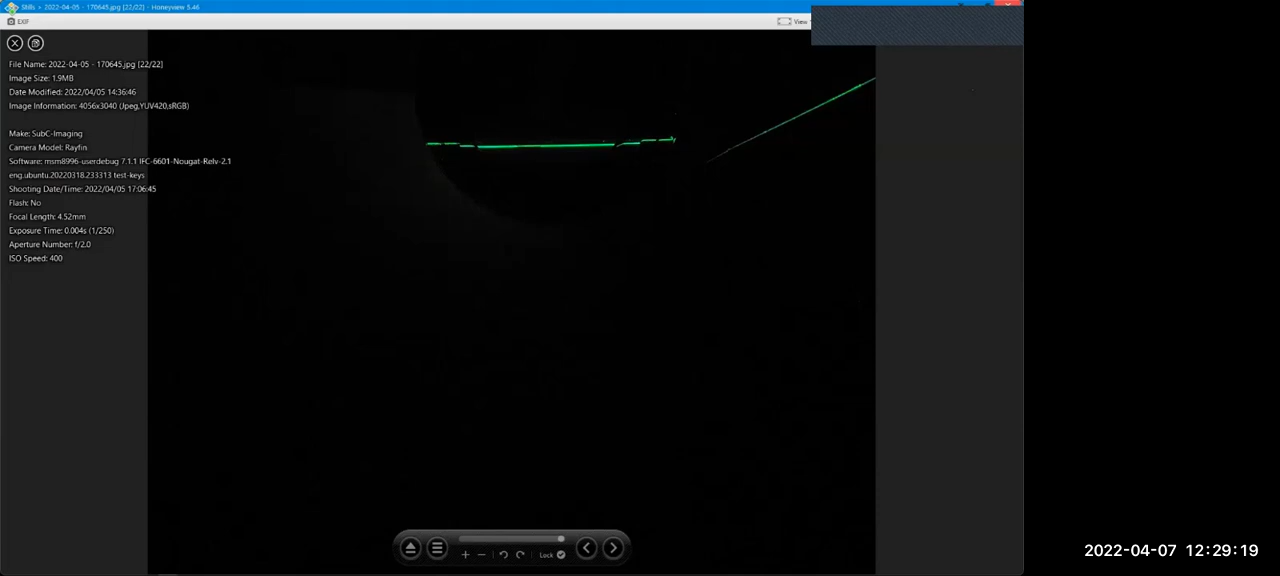 Stills > 2022-04-05 - 170645.jpg [22/22] - Honeyview 5.46
EXIF
View
File Name: 2022-04-05 - 170645.jpg [22/22]
Image Size: 1.9MB
Date Modified: 2022/04/05 14:36:46
Image Information: 4056x3040 (Jpeg,YUV420,sRGB)
Make: SubC-Imaging
Camera Model: Rayfin
Software: msm8996-userdebug 7.1.1 IFC-6601-Nougat-Relv-2.1
eng.ubuntu.20220318.233313 test-keys
Shooting Date/Time: 2022/04/05 17:06:45
Flash: No
Focal Length: 4.52mm
Exposure Time: 0.004s (1/250)
Aperture Number: f/2.0
ISO Speed: 400
Lock
2022-04-07 12:29:19